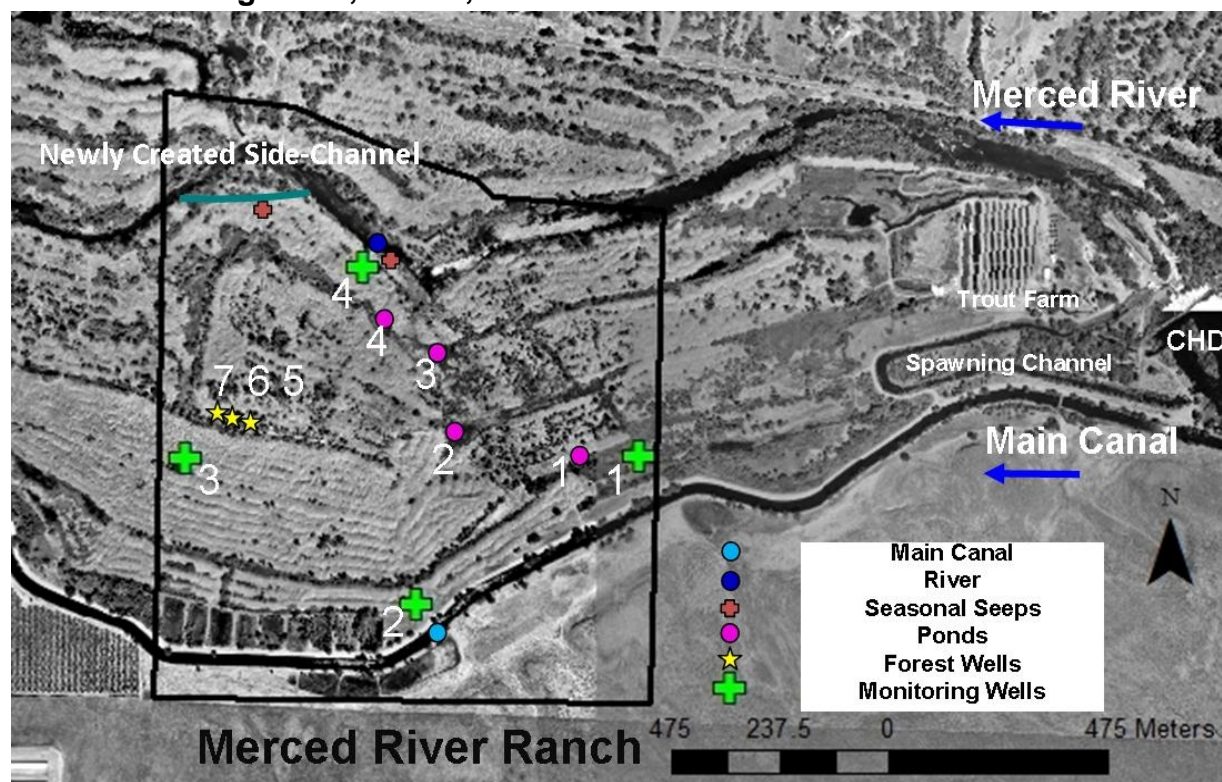 Merced River
Newly Created Side-Channel
4
Trout Farm
4
CHD
3
Spawning Channel
7 6 5
Main Canal
2
1
1
3
N
Main Canal
River
Seasonal Seeps
2
Ponds
Forest Wells
Monitoring Wells
475 237.5 0 475 Meters
Merced River Ranch